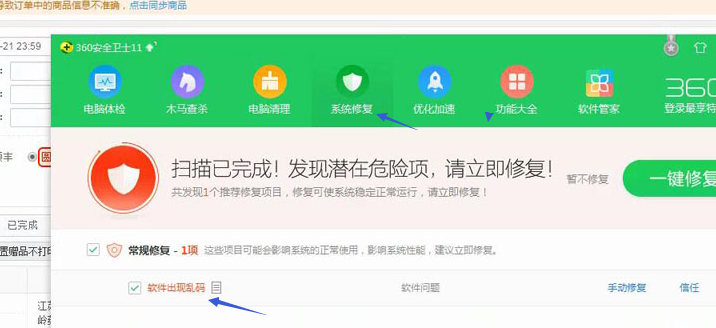 导致订单中的商品信息不准确，点击同步商品
-21 23:59
360安全卫士11
电脑体检 木马查杀 电脑清理 系统修复 优化加速 功能大全 软件管家
360
登录最享特
扫描已完成！发现潜在危险项，请立即修复！
暂不修复 一键修复
共发现1个推荐修复项目，修复可使系统稳定正常运行，请立即修复！
已完成
常规修复 - 1项 这些项目可能会影响系统的正常使用，影响系统性能，建议立即修复。
置赠品不打印
软件出现乱码 软件问题 手动修复 信任